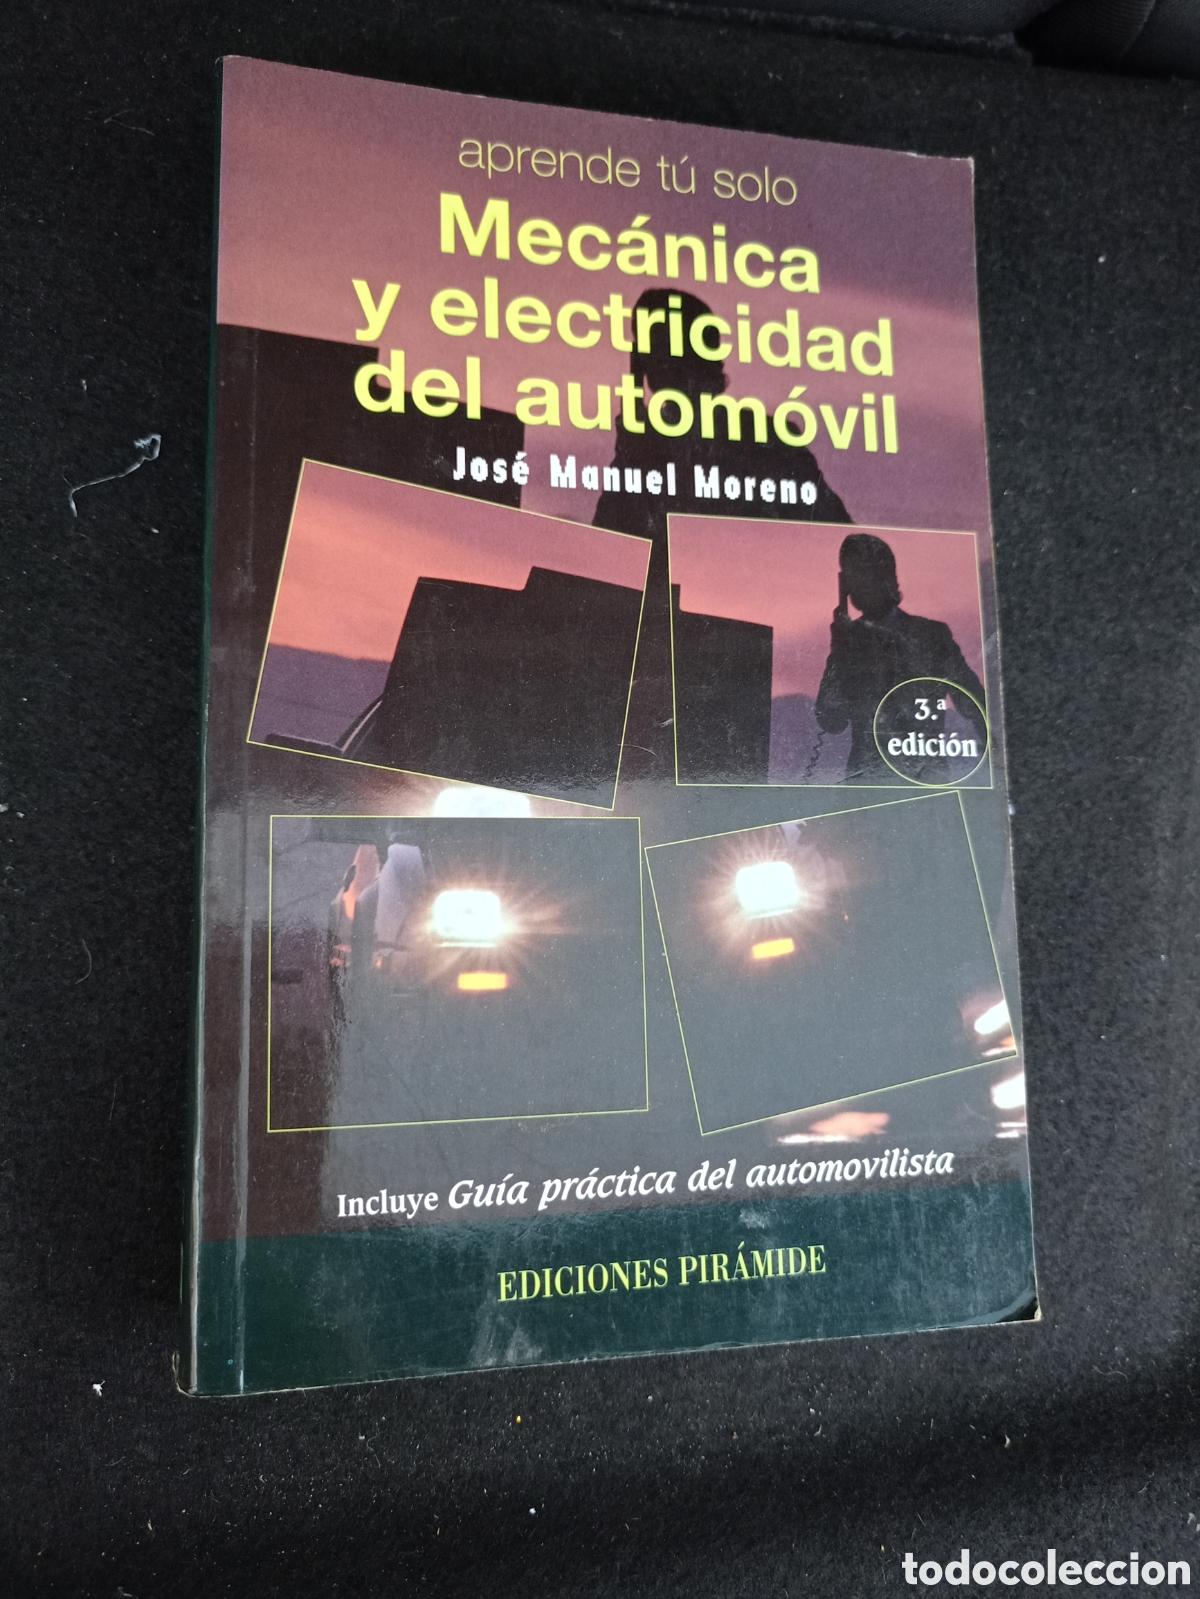 aprende tú solo
Mecánica
y electricidad
del automóvil
José Manuel Moreno
3.ª
edición
Incluye Guía práctica del automovilista
EDICIONES PIRÁMIDE
todocoleccion